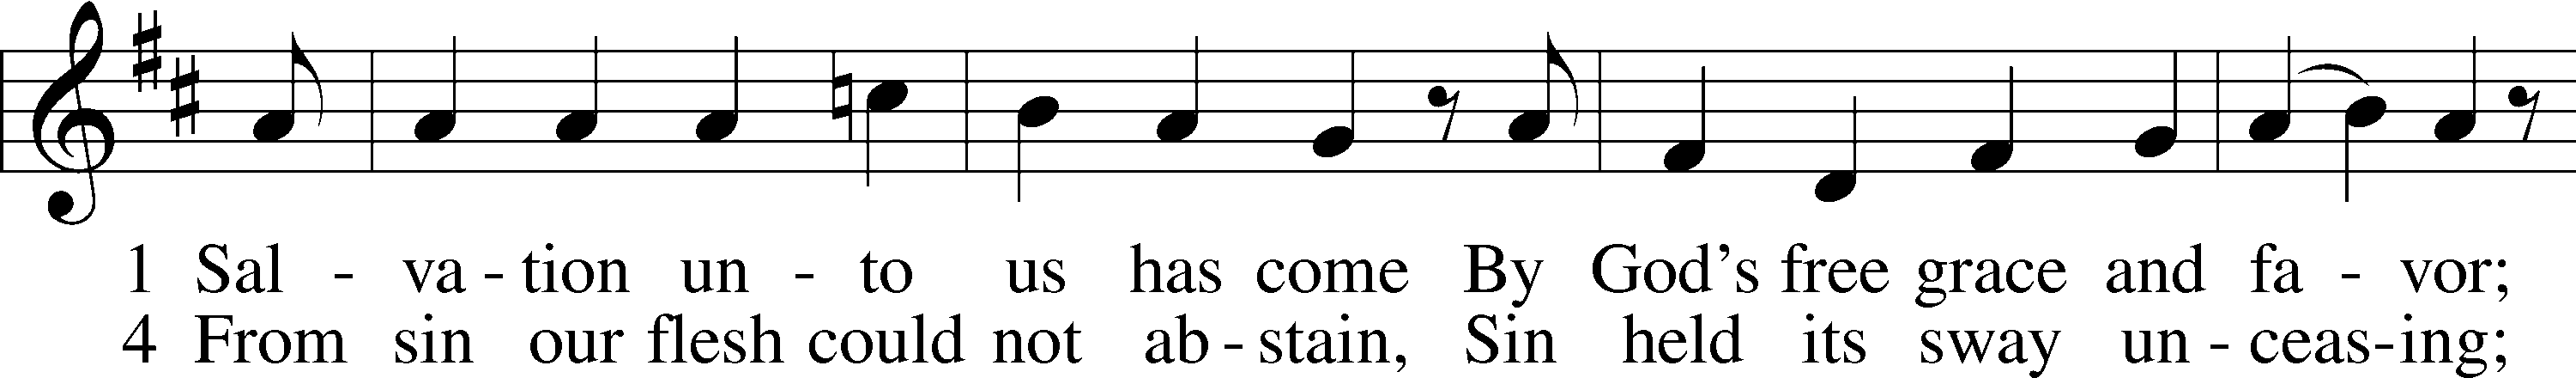 1 Sal - va - tion un - to us has come By God’s free grace and fa - vor;
4 From sin our flesh could not ab - stain, Sin held its sway un - ceas - ing;